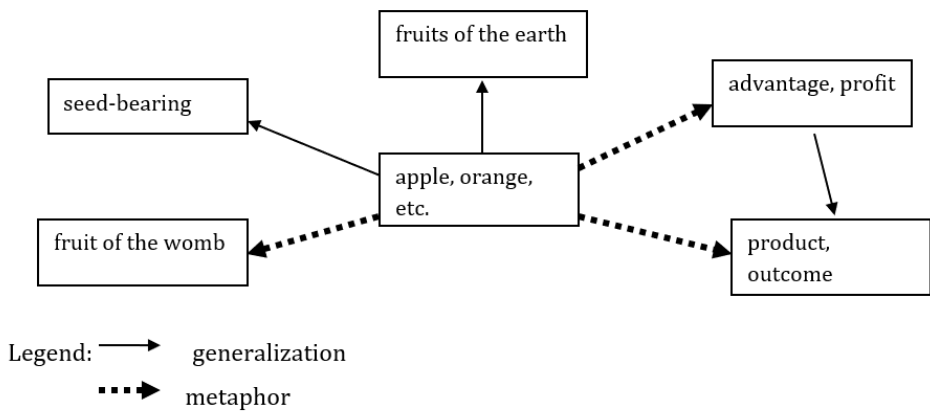 fruits of the earth
seed-bearing
advantage, profit
apple, orange,
etc.
fruit of the womb
product,
outcome
Legend: generalization
metaphor